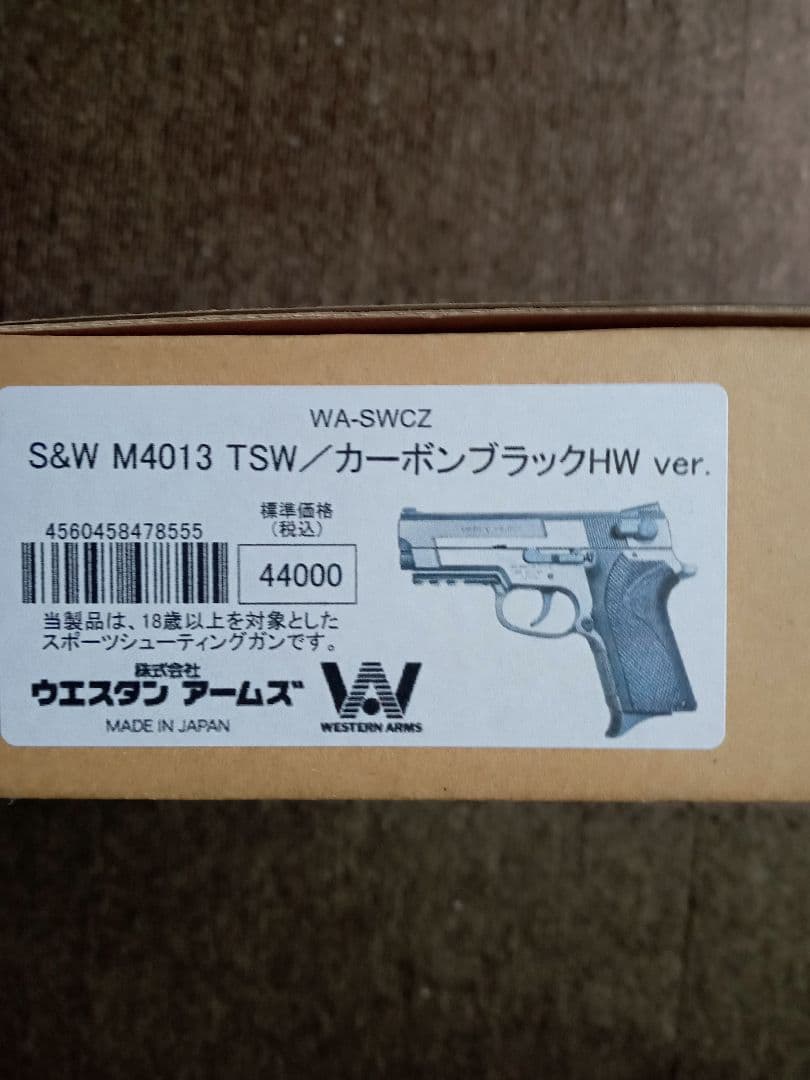 WA-SWCZ
S&W M4013 TSW／カーボンブラックHW ver.
4560458478555
標準価格
（税込）
44000
当製品は、18歳以上を対象とした
スポーツシューティングガンです。
株式会社
ウエスタン アームズ
MADE IN JAPAN
WESTERN ARMS